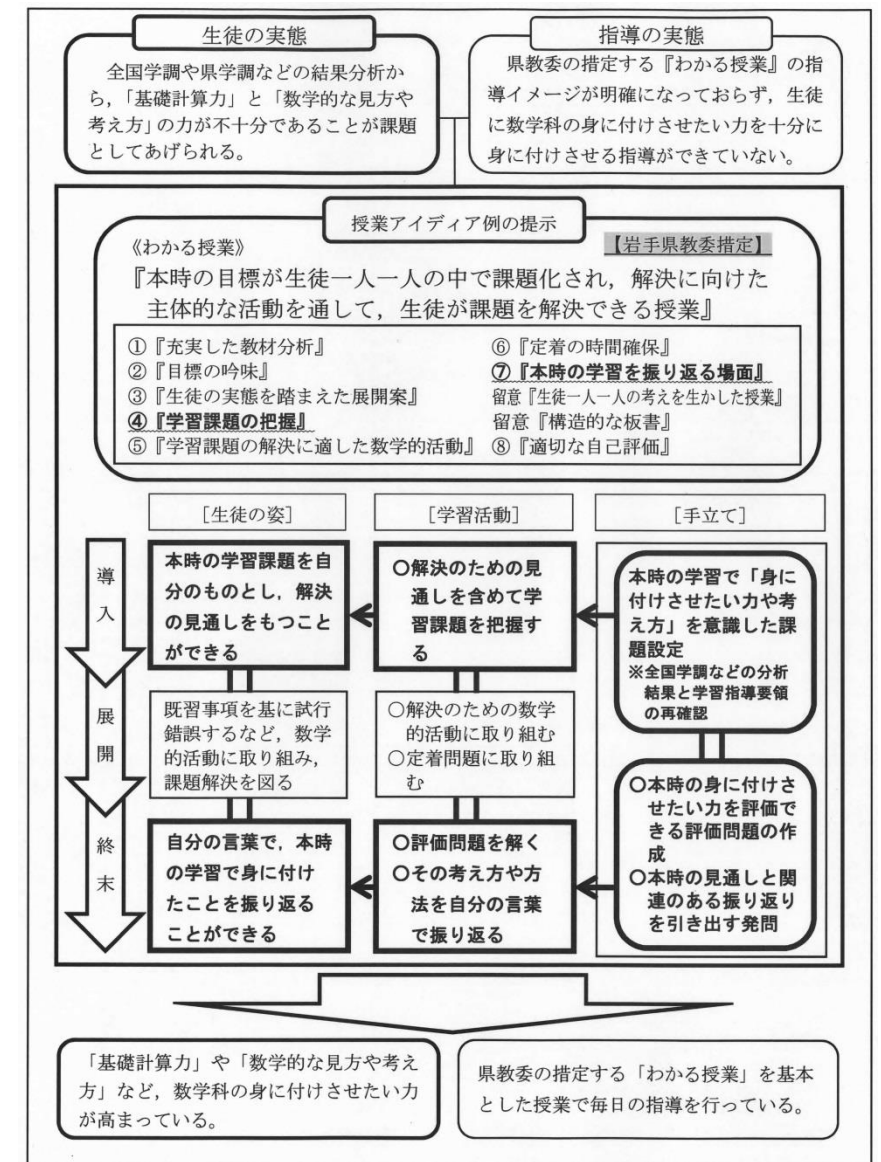 生徒の実態
全国学調や県学調などの結果分析か
ら，「基礎計算力」と「数学的な見方や
考え方」の力が不十分であることが課題
としてあげられる。
指導の実態
県教委の措定する『わかる授業』の指
導イメージが明確になっておらず，生徒
に数学科の身に付けさせたい力を十分に
身に付けさせる指導ができていない。
授業アイディア例の提示
《わかる授業》
【岩手県教委措定】
『本時の目標が生徒一人一人の中で課題化され，解決に向けた
主体的な活動を通して，生徒が課題を解決できる授業』
①『充実した教材分析』
②『目標の吟味』
③『生徒の実態を踏まえた展開案』
④『学習課題の把握』
⑤『学習課題の解決に適した数学的活動』
⑥『定着の時間確保』
⑦『本時の学習を振り返る場面』
留意『生徒一人一人の考えを生かした授業』
留意『構造的な板書』
⑧『適切な自己評価』
［生徒の姿］
［学習活動］
［手立て］
導入
本時の学習課題を自
分のものとし，解決
の見通しをもつこと
ができる
○解決のための見
通しを含めて学
習課題を把握す
る
本時の学習で「身に
付けさせたい力や考
え方」を意識した課
題設定
※全国学調などの分析
結果と学習指導要領
の再確認
展開
既習事項を基に試行
錯誤するなど，数学
的活動に取り組み，
課題解決を図る
○解決のための数学
的活動に取り組む
○定着問題に取り組
む
終末
自分の言葉で，本時
の学習で身に付け
たことを振り返る
ことができる
○評価問題を解く
○その考え方や方
法を自分の言葉
で振り返る
○本時の身に付けさ
せたい力を評価で
きる評価問題の作
成
○本時の見通しと関
連のある振り返り
を引き出す発問
「基礎計算力」や「数学的な見方や考え
方」など，数学科の身に付けさせたい力
が高まっている。
県教委の措定する「わかる授業」を基本
とした授業で毎日の指導を行っている。